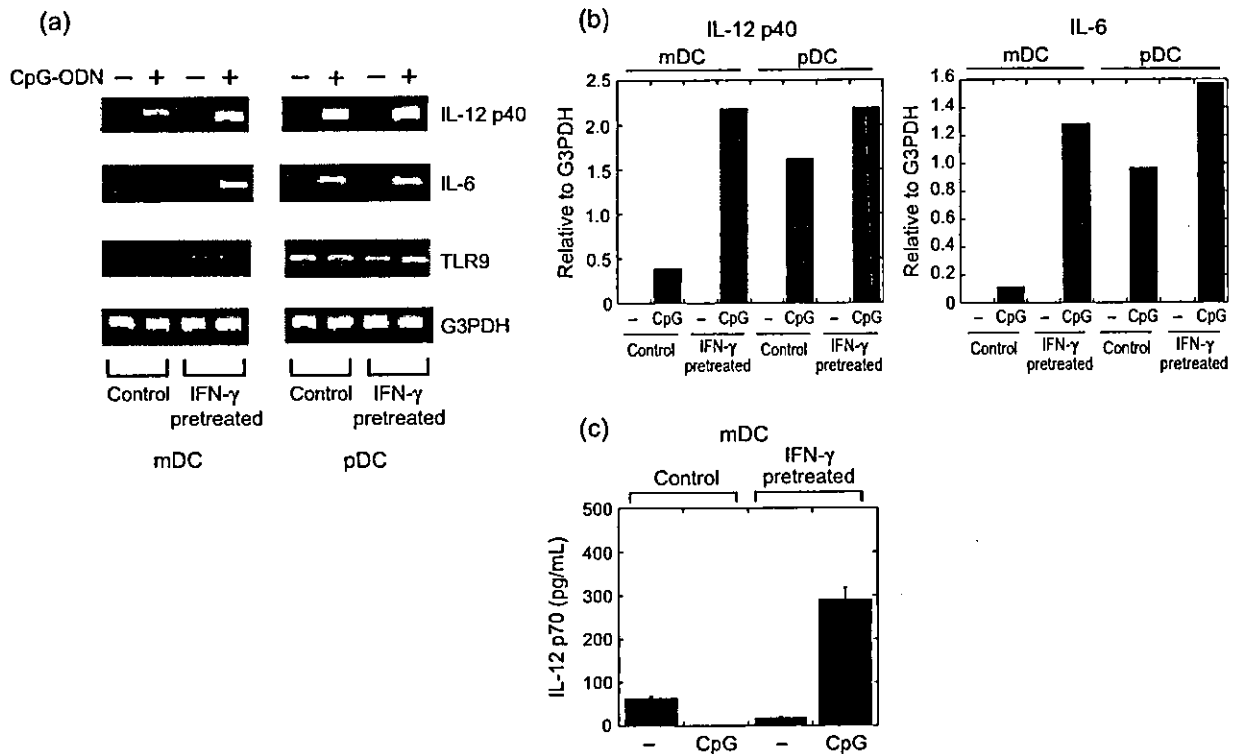 (a)
CpG-ODN – + – + – + – +
IL-12 p40
IL-6
TLR9
G3PDH
Control IFN-γ pretreated Control IFN-γ pretreated
mDC pDC
(b)
IL-12 p40
mDC pDC
Relative to G3PDH
2.5
2.0
1.5
1.0
0.5
0
– CpG – CpG – CpG – CpG
Control IFN-γ pretreated Control IFN-γ pretreated
IL-6
mDC pDC
Relative to G3PDH
1.6
1.4
1.2
1.0
0.8
0.6
0.4
0.2
0
– CpG – CpG – CpG – CpG
Control IFN-γ pretreated Control IFN-γ pretreated
(c)
mDC
Control IFN-γ pretreated
IL-12 p70 (pg/mL)
500
400
300
200
100
0
– CpG – CpG